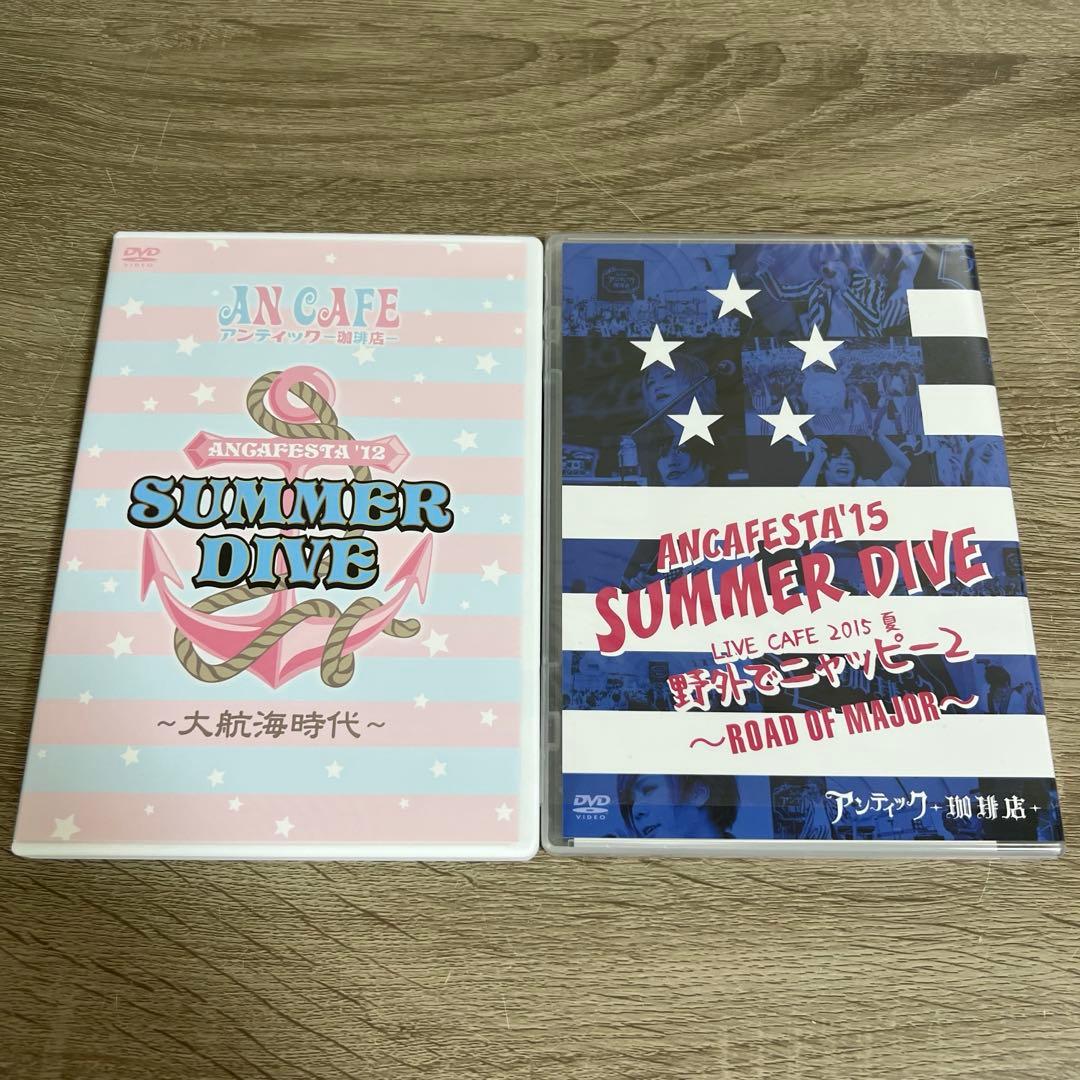 DVD
VIDEO
AN CAFE
アンティック-珈琲店-
ANCAFESTA '12
SUMMER
DIVE
～大航海時代～
ANCAFESTA'15
SUMMER DIVE
LIVE CAFE 2015 夏
野外でニャッピー2
～ROAD OF MAJOR～
DVD
VIDEO
アンティック-珈琲店-